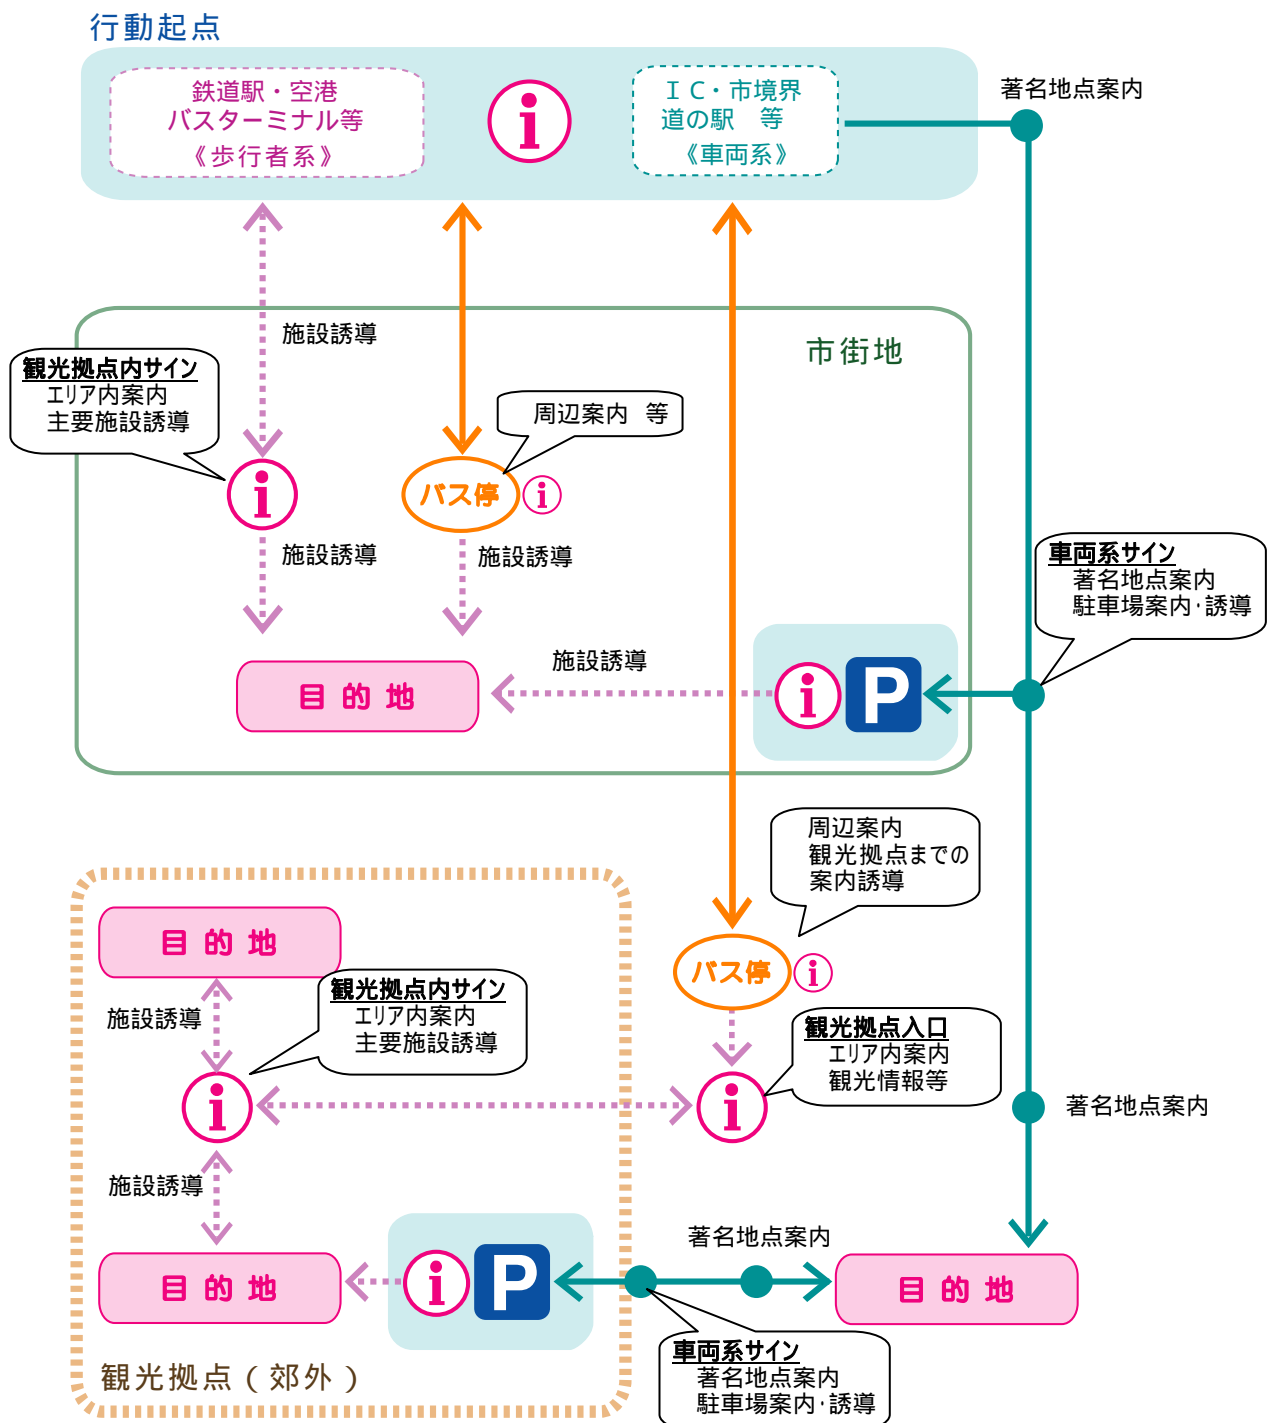 行動起点
鉄道駅・空港
バスターミナル等
《歩行者系》
i
ＩＣ・市境界
道の駅　等
《車両系》
著名地点案内
市街地
施設誘導
観光拠点内サイン
エリア内案内
主要施設誘導
周辺案内　等
i
バス停
i
施設誘導
施設誘導
車両系サイン
著名地点案内
駐車場案内・誘導
目的地
施設誘導
i
P
周辺案内
観光拠点までの
案内誘導
目的地
バス停
i
観光拠点内サイン
エリア内案内
主要施設誘導
施設誘導
観光拠点入口
エリア内案内
観光情報等
i
i
著名地点案内
施設誘導
著名地点案内
目的地
i
P
目的地
車両系サイン
著名地点案内
駐車場案内・誘導
観光拠点（郊外）